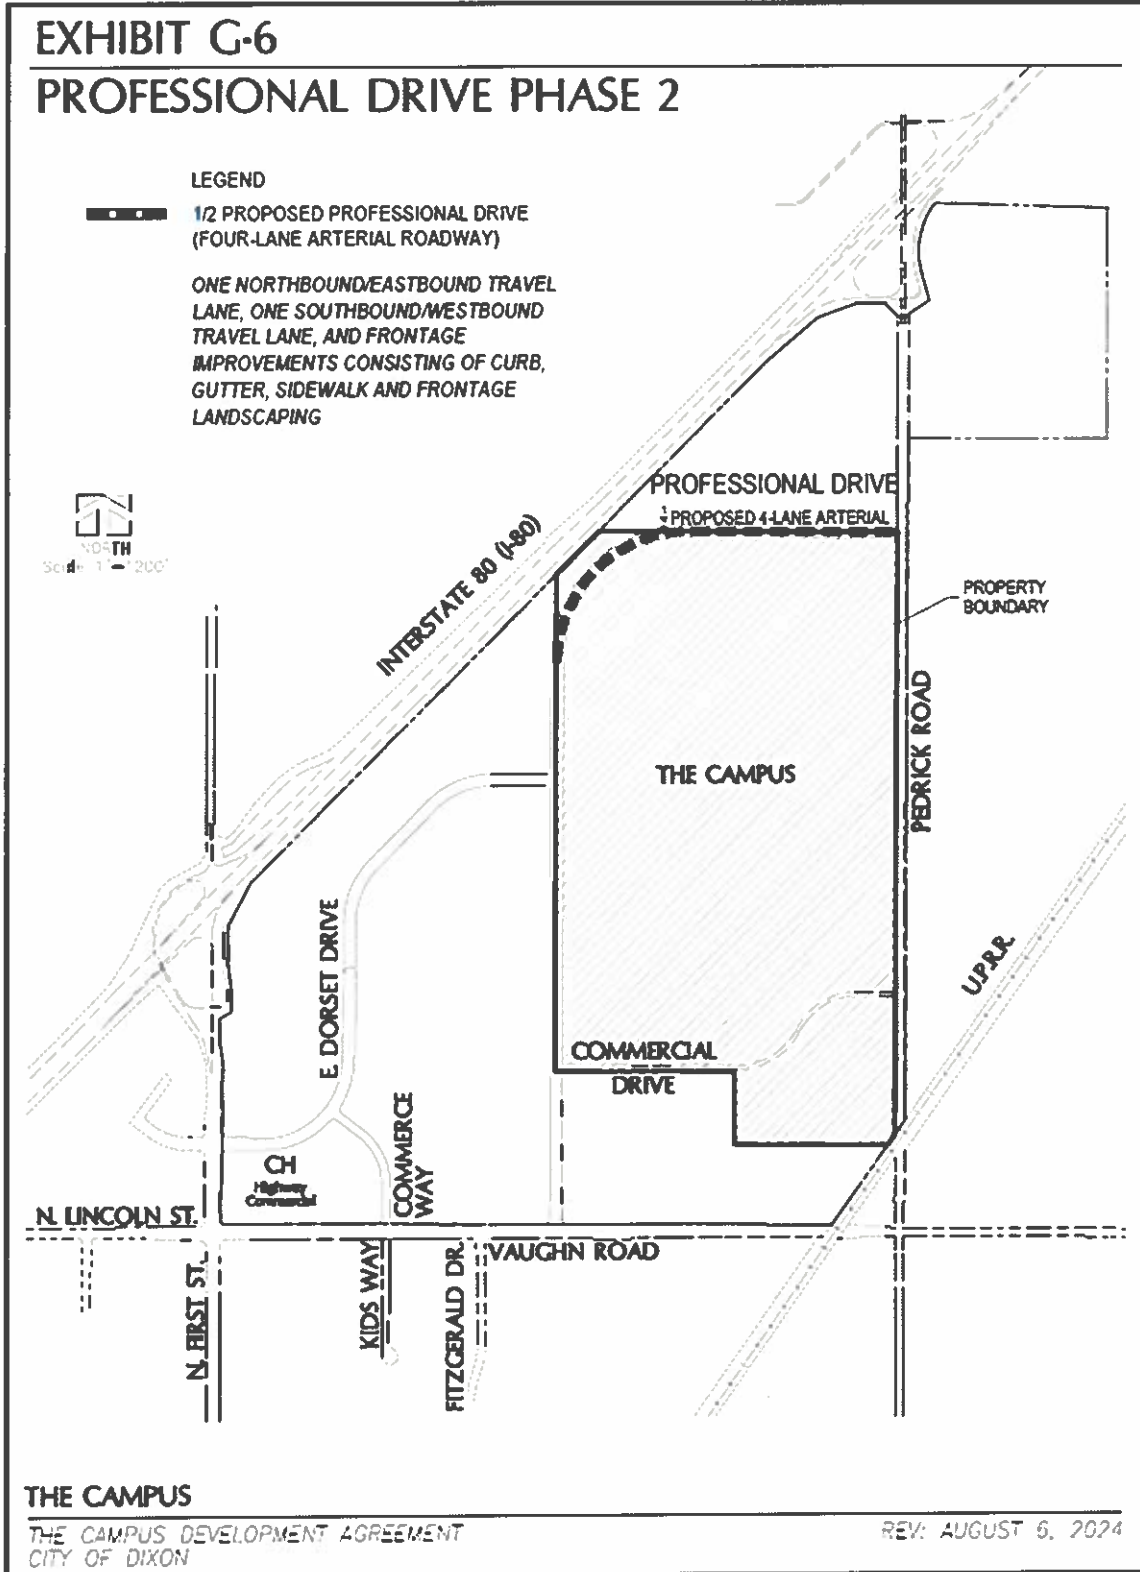 EXHIBIT G-6
PROFESSIONAL DRIVE PHASE 2
LEGEND
1/2 PROPOSED PROFESSIONAL DRIVE
(FOUR-LANE ARTERIAL ROADWAY)
ONE NORTHBOUND/EASTBOUND TRAVEL
LANE, ONE SOUTHBOUND/WESTBOUND
TRAVEL LANE, AND FRONTAGE
IMPROVEMENTS CONSISTING OF CURB,
GUTTER, SIDEWALK AND FRONTAGE
LANDSCAPING
NORTH
PROFESSIONAL DRIVE
PROPOSED 4-LANE ARTERIAL
INTERSTATE 80 (I-80)
PROPERTY
BOUNDARY
PEDRICK ROAD
THE CAMPUS
U.P.R.R.
E. DORSET DRIVE
COMMERCIAL
DRIVE
COMMERCE
WAY
CH
Highway
Commercial
N. LINCOLN ST.
VAUGHN ROAD
N. FIRST ST.
KIDS WAY
FITZGERALD DR.
THE CAMPUS
THE CAMPUS DEVELOPMENT AGREEMENT
CITY OF DIXON
REV: AUGUST 6, 2024